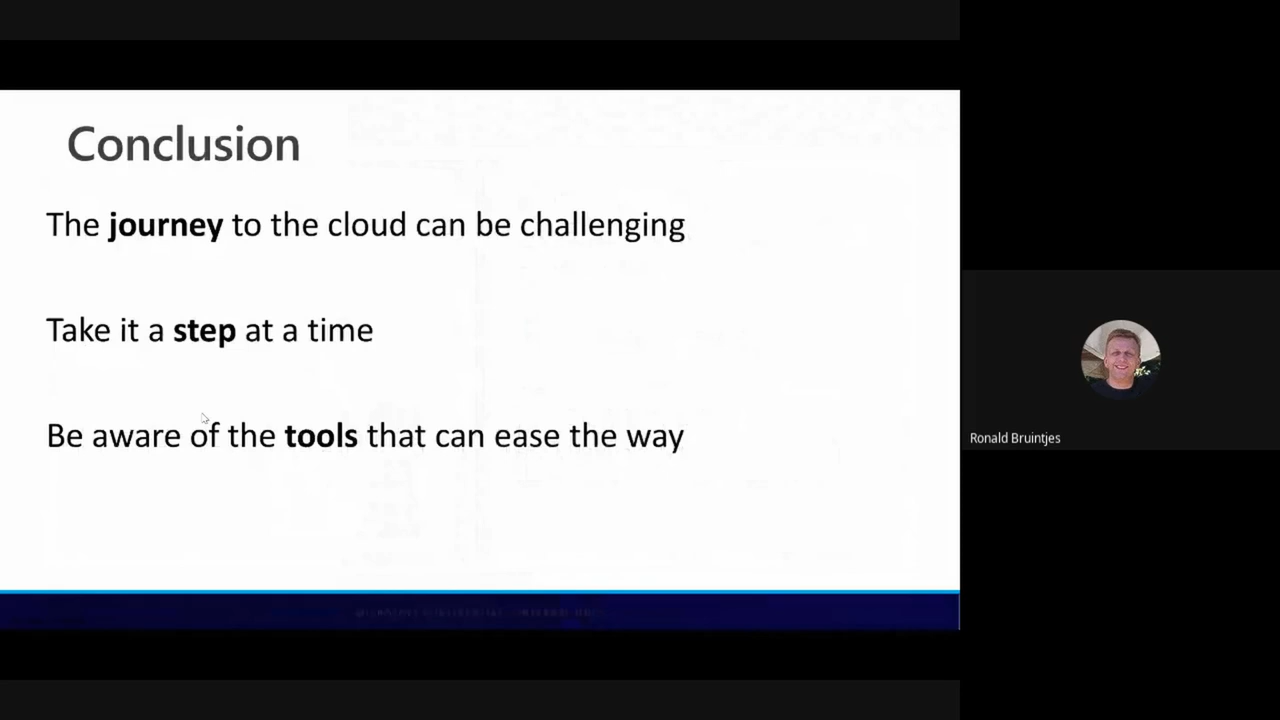 Conclusion
The journey to the cloud can be challenging
Take it a step at a time
Be aware of the tools that can ease the way
Ronald Bruintjes